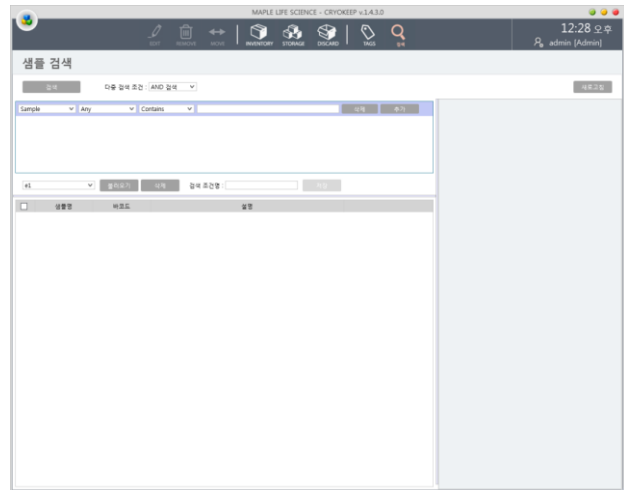 MAPLE LIFE SCIENCE - CRYOKEEP v.1.4.3.0
EDIT REMOVE MOVE INVENTORY STORAGE DISCARD TAGS 검색
12:28 오후
admin [Admin]
샘플 검색
검색 다중 검색 조건 : AND 검색 새로고침
Sample Any Contains 삭제 추가
#1 불러오기 삭제 검색 조건명 : 저장
샘플명 바코드 설명